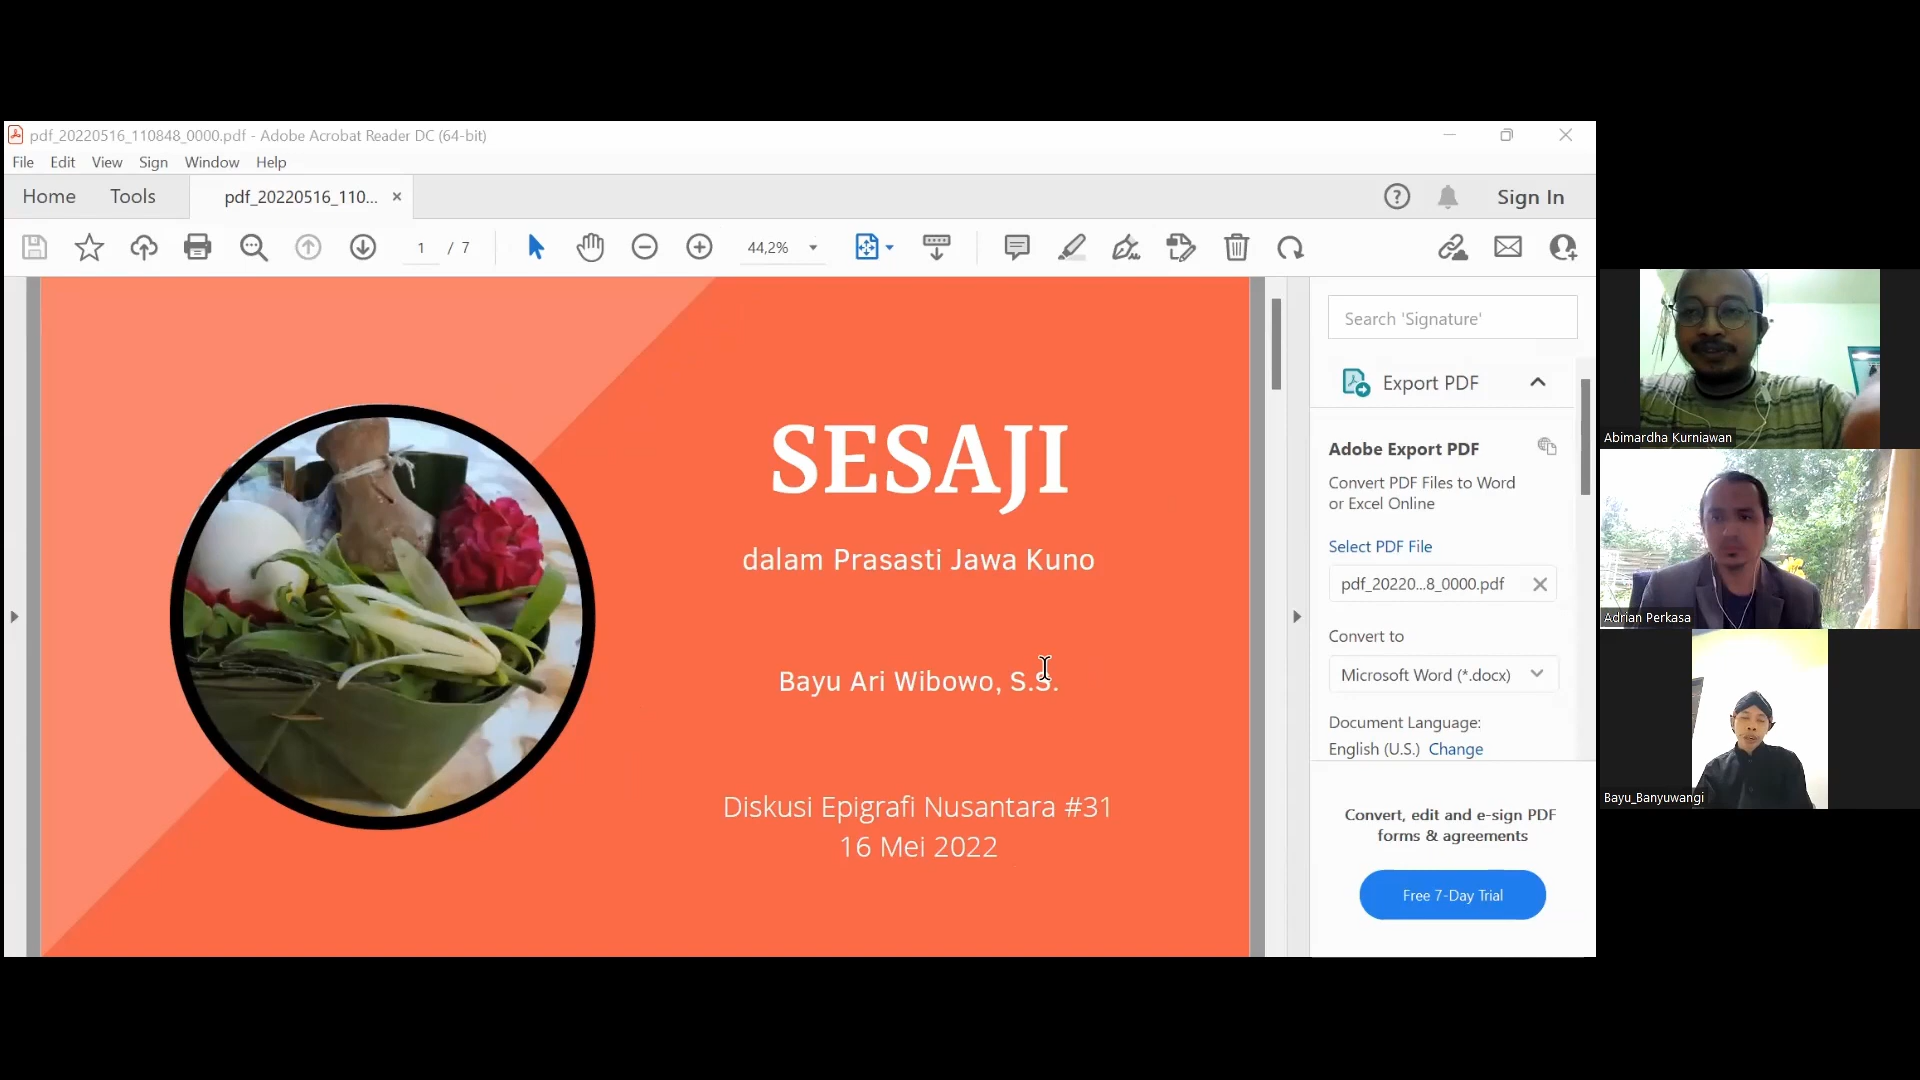 pdf_20220516_110848_0000.pdf - Adobe Acrobat Reader DC (64-bit)
File Edit View Sign Window Help
Home Tools pdf_20220516_110... × Sign In
1 / 7 44,2%
SESAJI
dalam Prasasti Jawa Kuno
Bayu Ari Wibowo, S.S.
Diskusi Epigrafi Nusantara #31
16 Mei 2022
Search 'Signature'
Export PDF
Adobe Export PDF
Convert PDF Files to Word
or Excel Online
Select PDF File
pdf_20220...8_0000.pdf
Convert to
Microsoft Word (*.docx)
Document Language:
English (U.S.) Change
Convert, edit and e-sign PDF
forms & agreements
Free 7-Day Trial
Abimardha Kurniawan
Adrian Perkasa
Bayu_Banyuwangi